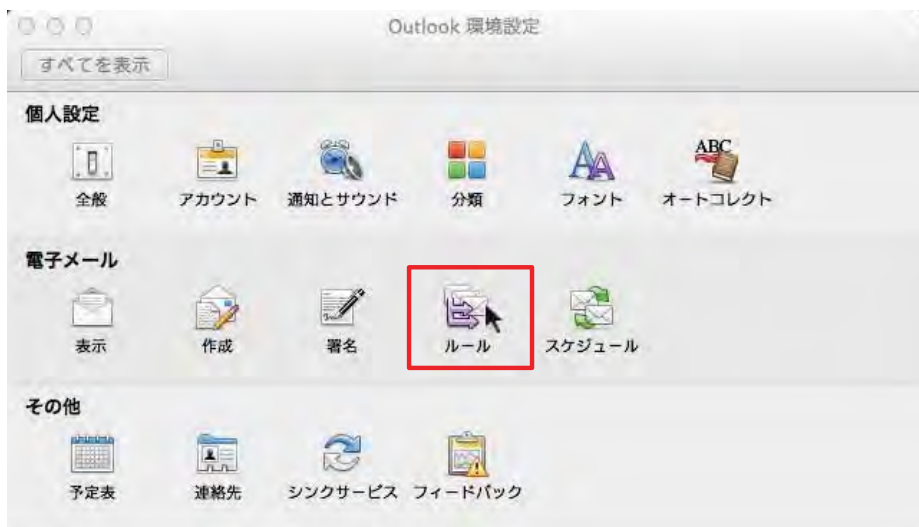 Outlook 環境設定
すべてを表示
個人設定
全般 アカウント 通知とサウンド 分類 フォント オートコレクト
ABC
電子メール
表示 作成 署名 ルール スケジュール
その他
予定表 連絡先 シンクサービス フィードバック